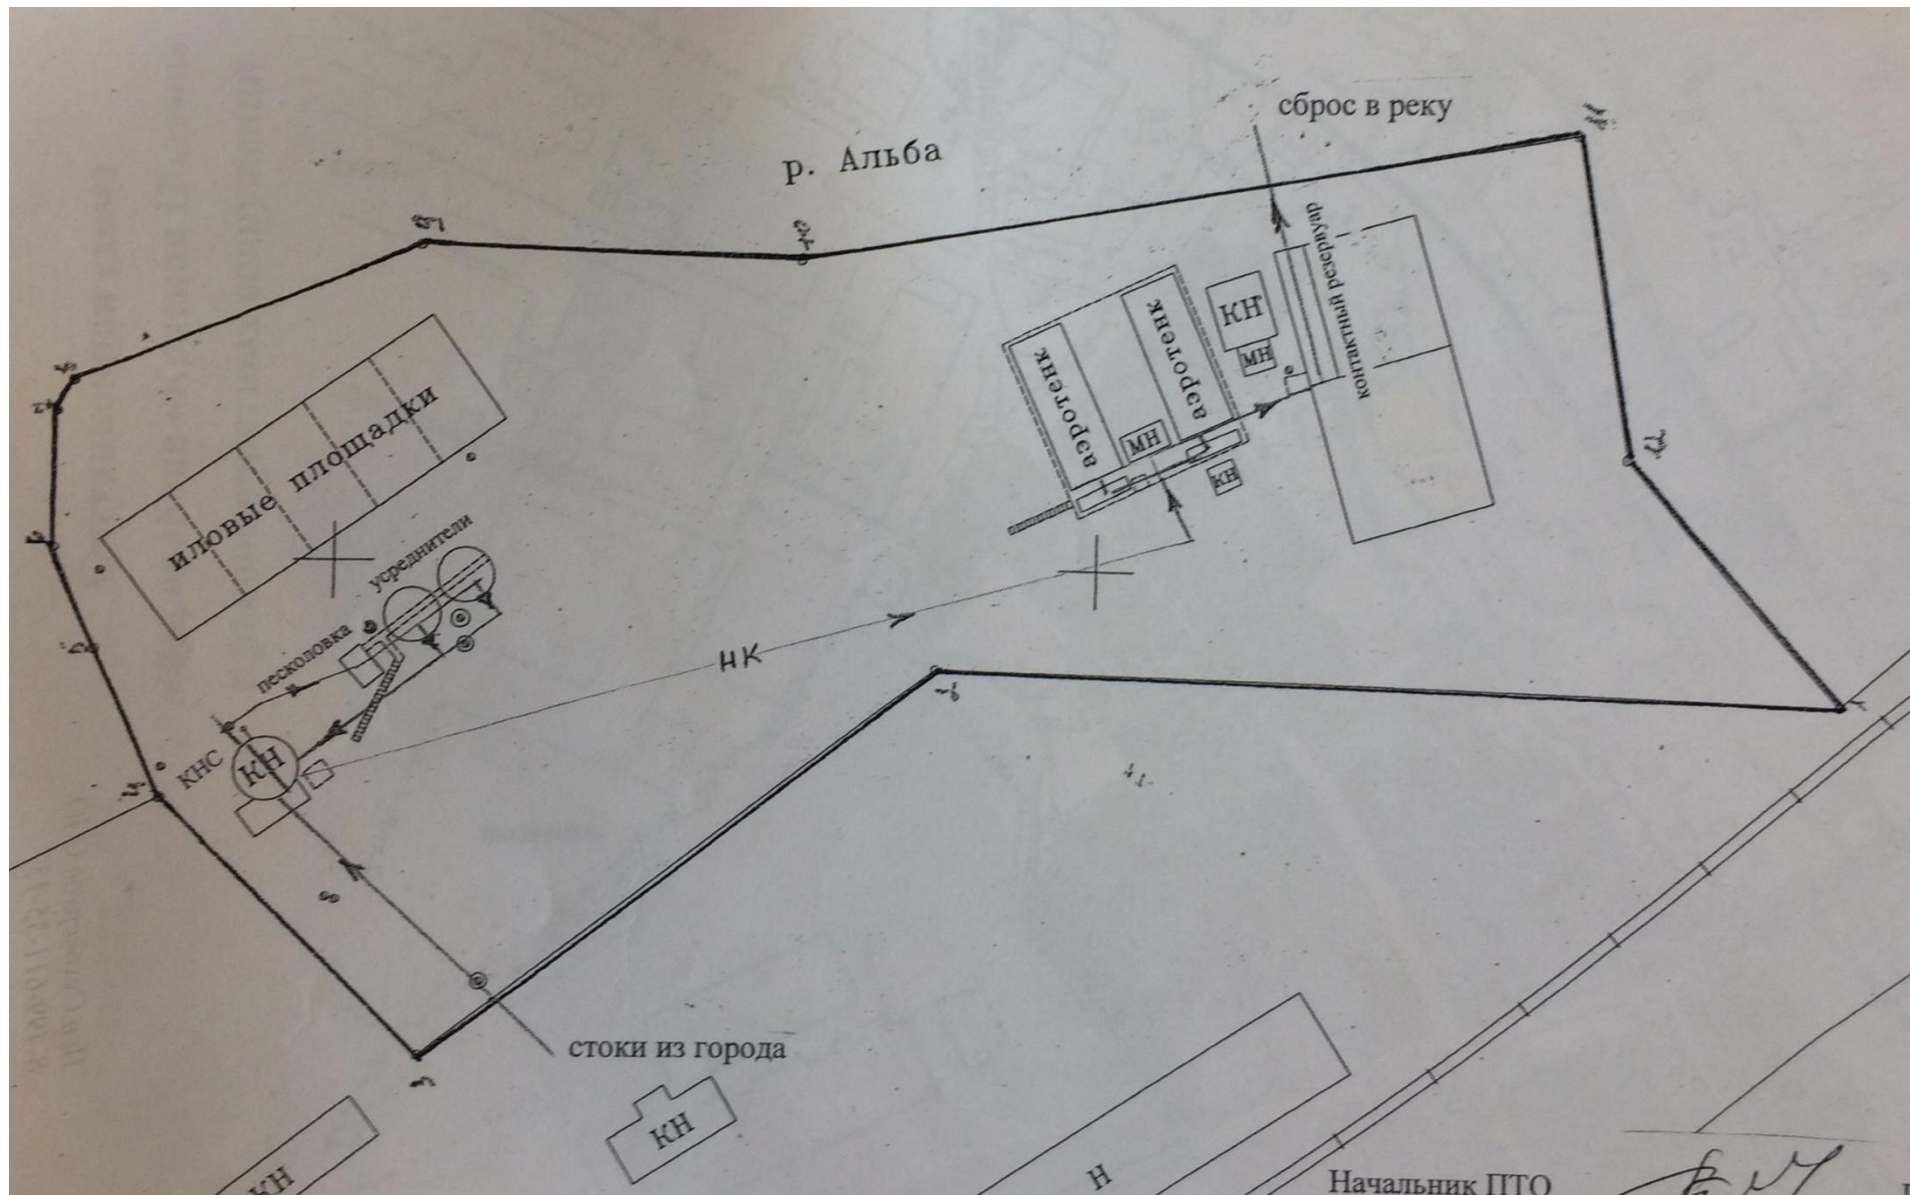 сброс в реку
р. Альба
контактный резервуар
КН
МН
аэротенк
аэротенк
МН
КН
иловые площадки
усреднители
песколовка
НК
КНС
КН
стоки из города
КН
КН
Н
Начальник ПТО